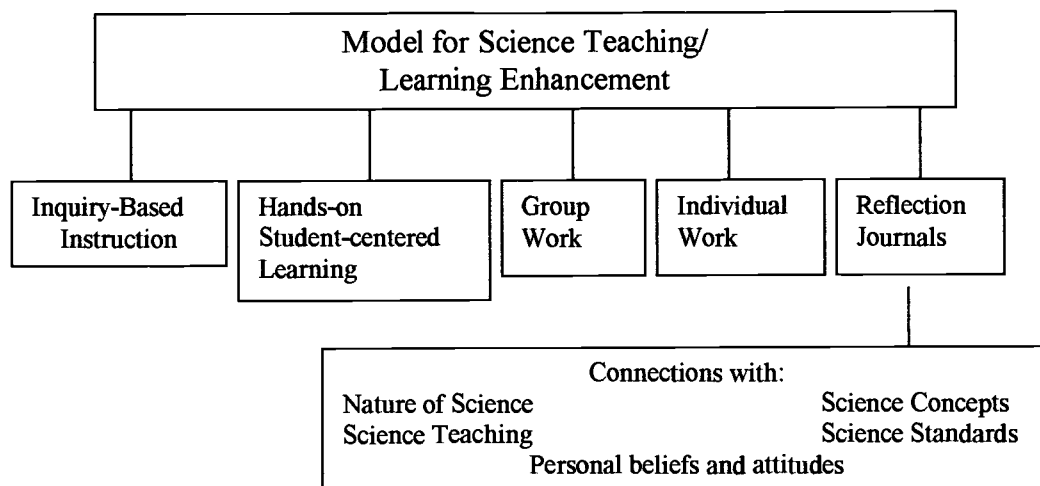 Model for Science Teaching/
Learning Enhancement
Inquiry-Based
Instruction
Hands-on
Student-centered
Learning
Group
Work
Individual
Work
Reflection
Journals
Connections with:
Nature of Science Science Concepts
Science Teaching Science Standards
Personal beliefs and attitudes